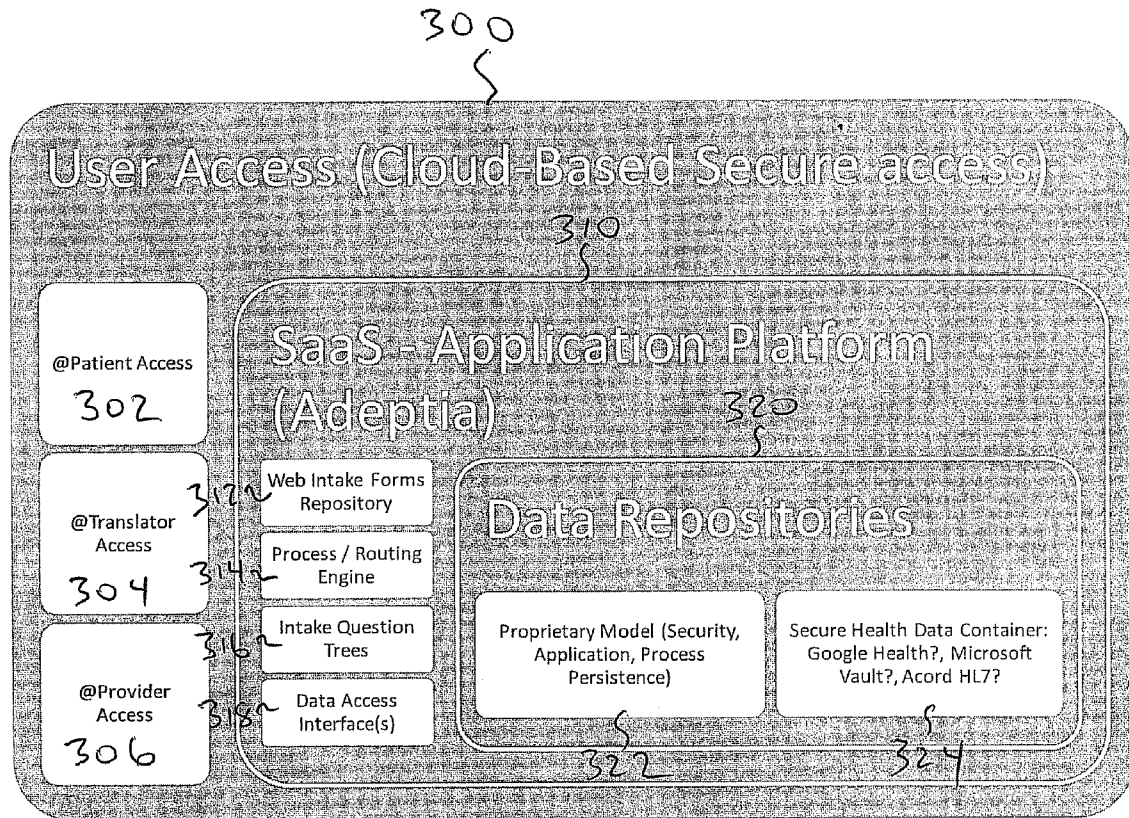 300
User Access (Cloud-Based Secure access)
310
SaaS - Application Platform
(Adeptia)
320
@Patient Access
302
@Translator
Access
304
@Provider
Access
306
312
Web Intake Forms
Repository
314
Process / Routing
Engine
316
Intake Question
Trees
318
Data Access
Interface(s)
Data Repositories
Proprietary Model (Security,
Application, Process
Persistence)
322
Secure Health Data Container:
Google Health?, Microsoft
Vault?, Acord HL7?
324